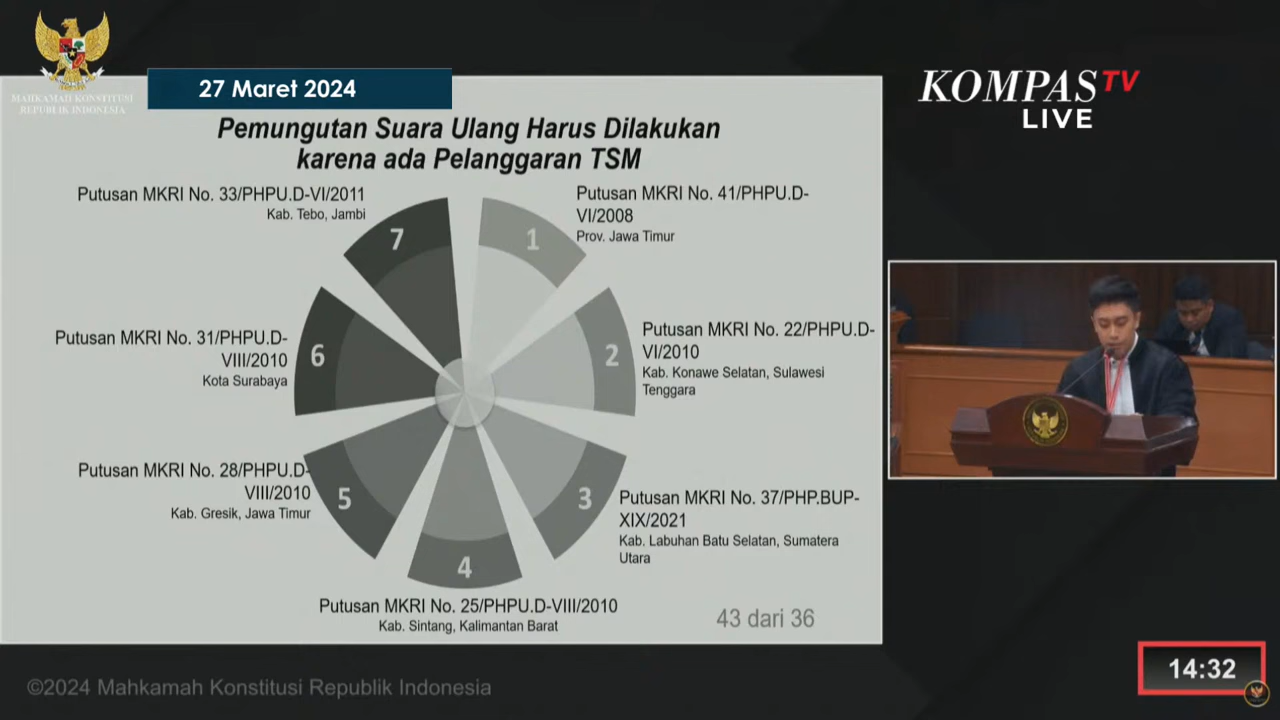 MAHKAMAH KONSTITUSI
REPUBLIK INDONESIA
27 Maret 2024
KOMPAS TV
LIVE
Pemungutan Suara Ulang Harus Dilakukan
karena ada Pelanggaran TSM
Putusan MKRI No. 33/PHPU.D-VI/2011
Kab. Tebo, Jambi
7
1
Putusan MKRI No. 41/PHPU.D-
VI/2008
Prov. Jawa Timur
Putusan MKRI No. 31/PHPU.D-
VIII/2010
Kota Surabaya
6
2
Putusan MKRI No. 22/PHPU.D-
VI/2010
Kab. Konawe Selatan, Sulawesi
Tenggara
Putusan MKRI No. 28/PHPU.D-
VIII/2010
Kab. Gresik, Jawa Timur
5
3
Putusan MKRI No. 37/PHP.BUP-
XIX/2021
Kab. Labuhan Batu Selatan, Sumatera
Utara
4
Putusan MKRI No. 25/PHPU.D-VIII/2010
Kab. Sintang, Kalimantan Barat
43 dari 36
14:32
©2024 Mahkamah Konstitusi Republik Indonesia